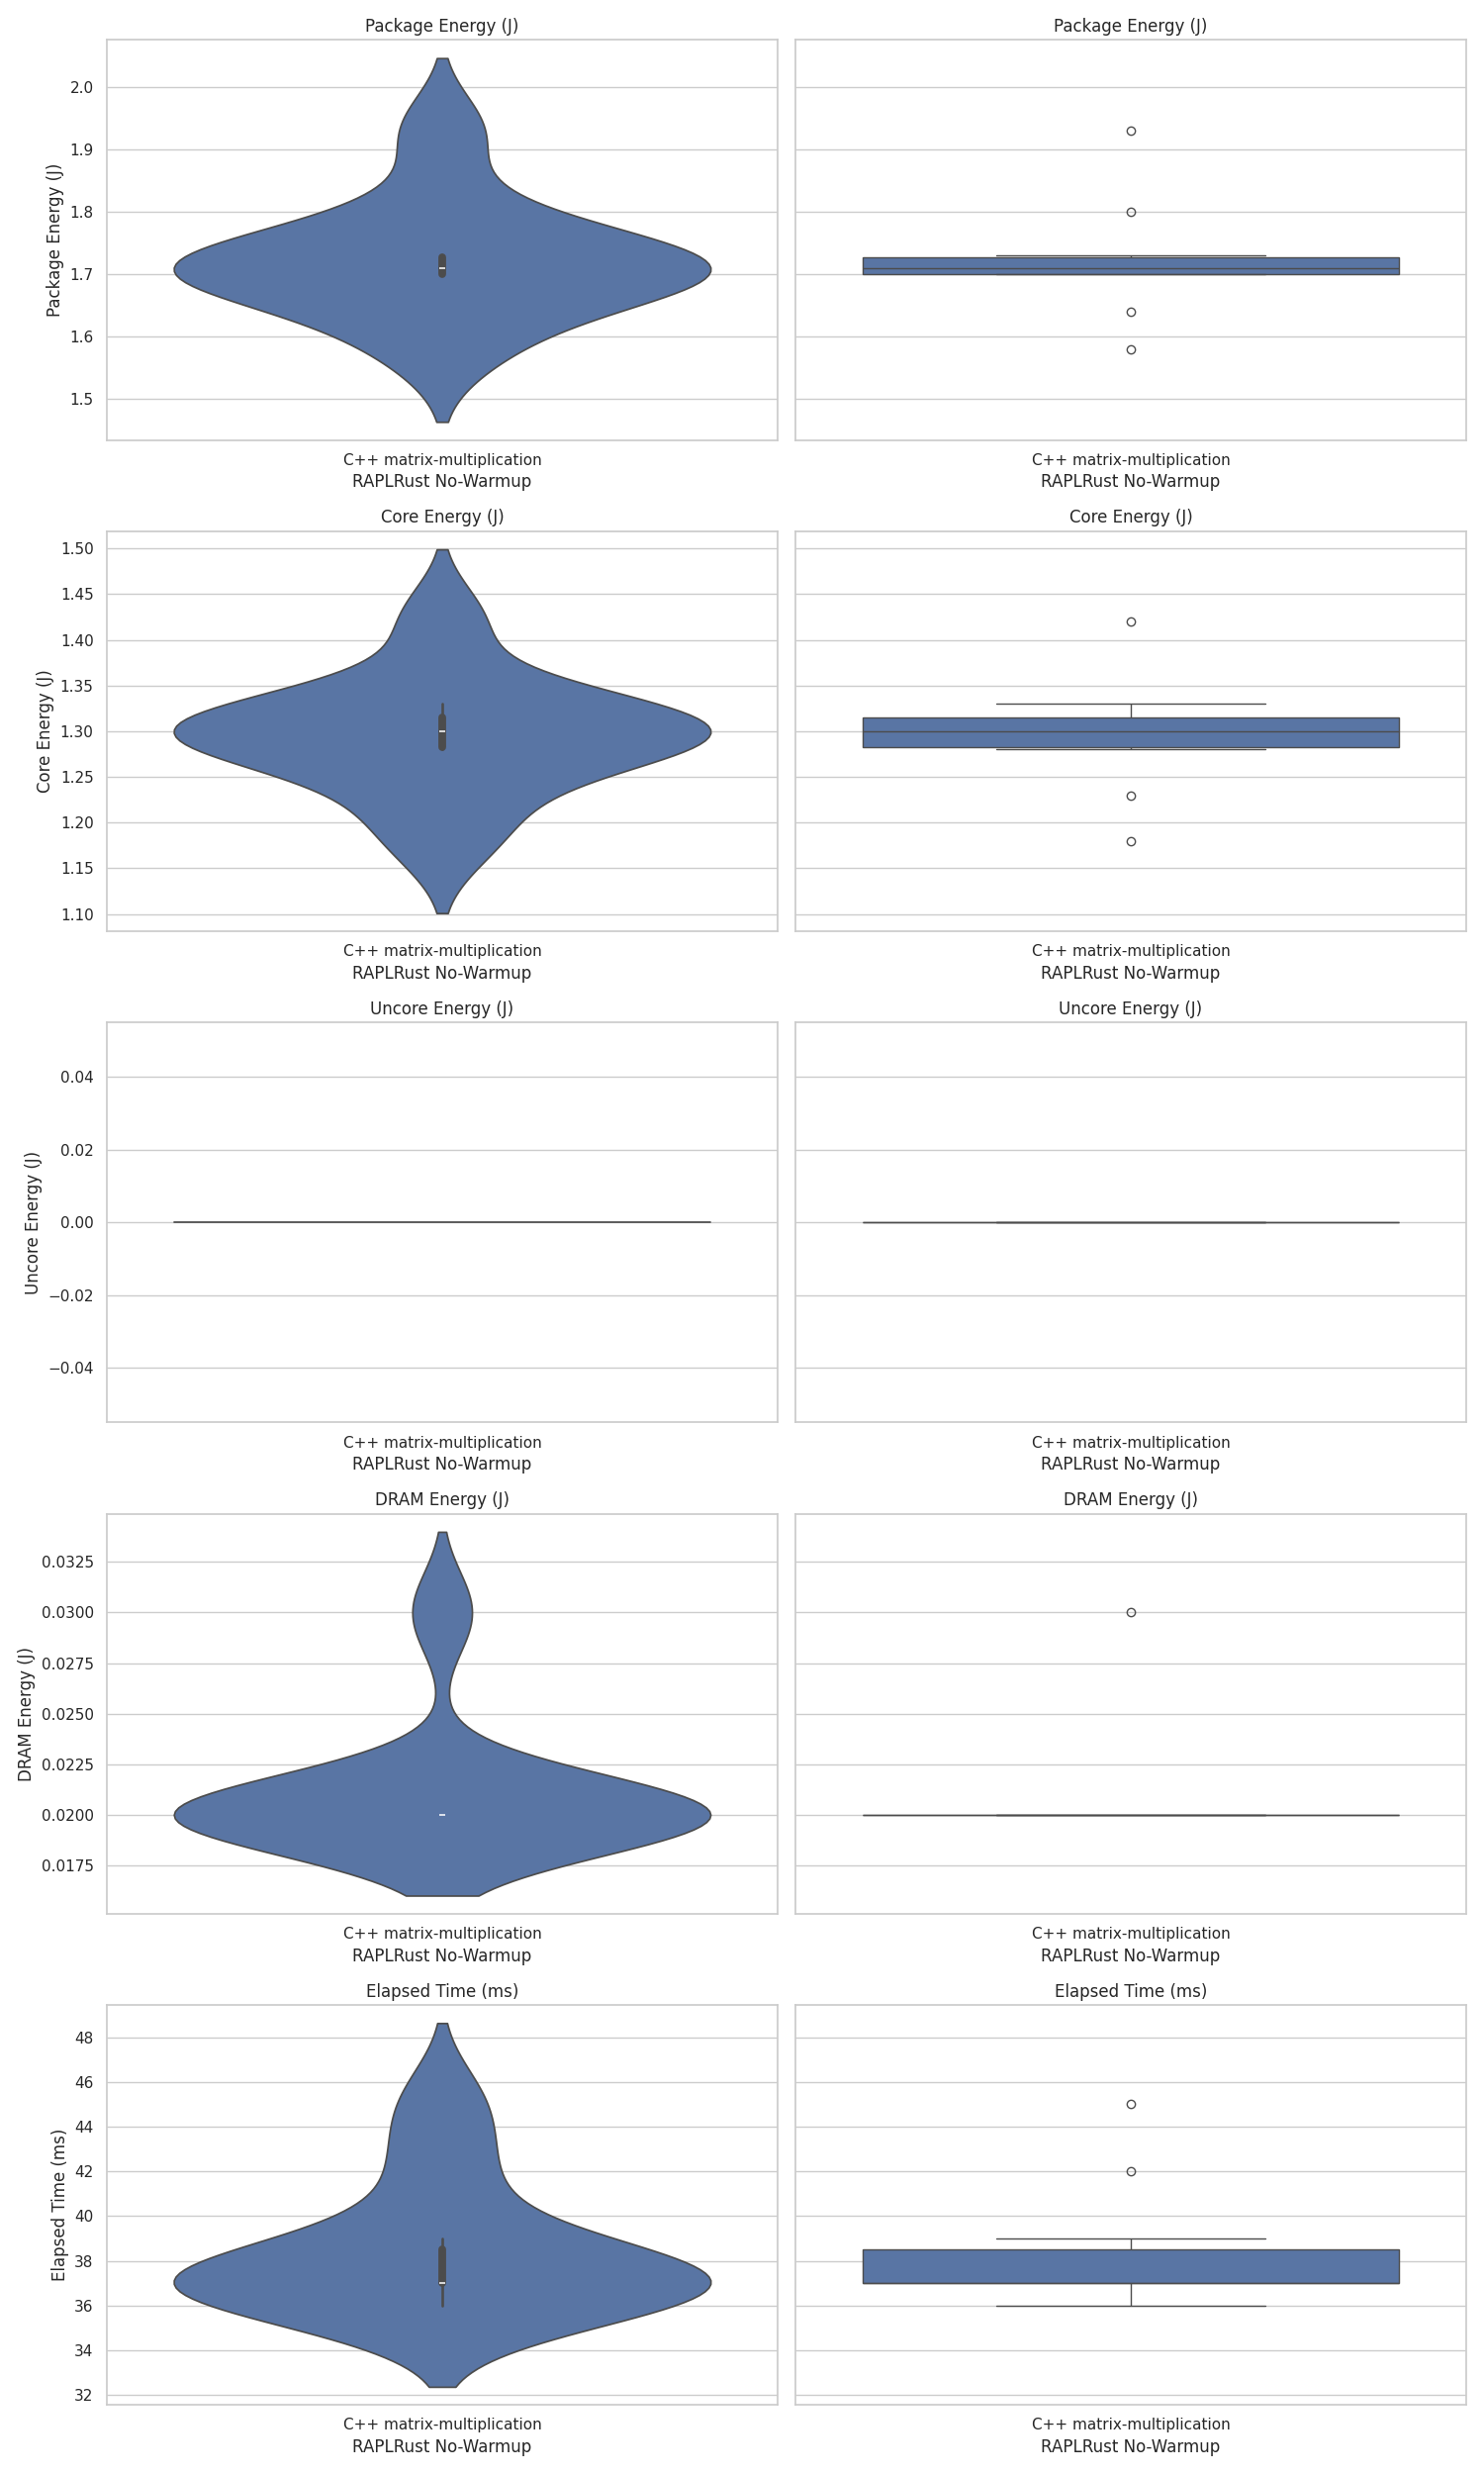 Package Energy (J)
Package Energy (J)
Package Energy (J)
2.0
1.9
1.8
1.7
1.6
1.5
C++ matrix-multiplication
RAPLRust No-Warmup
C++ matrix-multiplication
RAPLRust No-Warmup
Core Energy (J)
Core Energy (J)
Core Energy (J)
1.50
1.45
1.40
1.35
1.30
1.25
1.20
1.15
1.10
C++ matrix-multiplication
RAPLRust No-Warmup
C++ matrix-multiplication
RAPLRust No-Warmup
Uncore Energy (J)
Uncore Energy (J)
Uncore Energy (J)
0.04
0.02
0.00
−0.02
−0.04
C++ matrix-multiplication
RAPLRust No-Warmup
C++ matrix-multiplication
RAPLRust No-Warmup
DRAM Energy (J)
DRAM Energy (J)
DRAM Energy (J)
0.0325
0.0300
0.0275
0.0250
0.0225
0.0200
0.0175
C++ matrix-multiplication
RAPLRust No-Warmup
C++ matrix-multiplication
RAPLRust No-Warmup
Elapsed Time (ms)
Elapsed Time (ms)
Elapsed Time (ms)
48
46
44
42
40
38
36
34
32
C++ matrix-multiplication
RAPLRust No-Warmup
C++ matrix-multiplication
RAPLRust No-Warmup